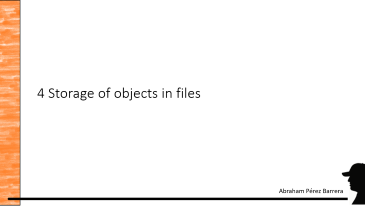 4 Storage of objects in files
Abraham Pérez Barrera